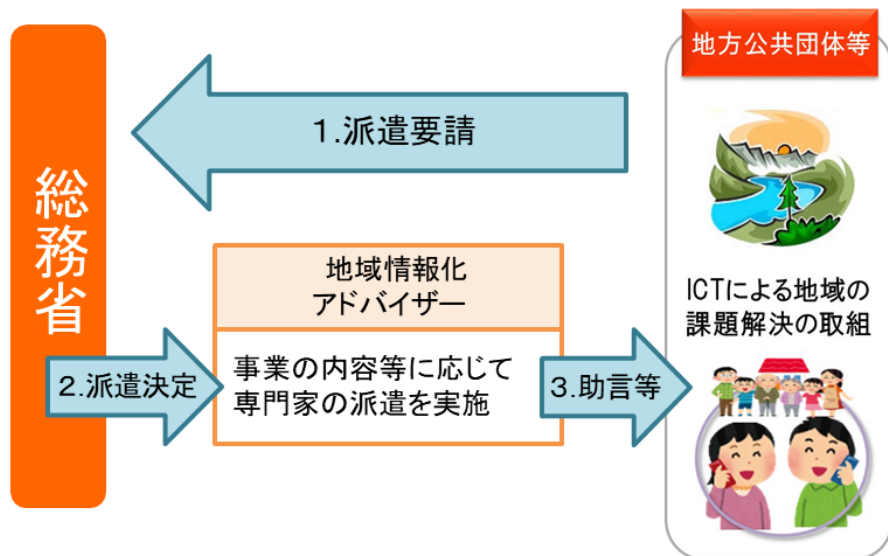 地方公共団体等
１.派遣要請
総務省
地域情報化
アドバイザー
ICTによる地域の
課題解決の取組
2.派遣決定
事業の内容等に応じて
専門家の派遣を実施
３.助言等